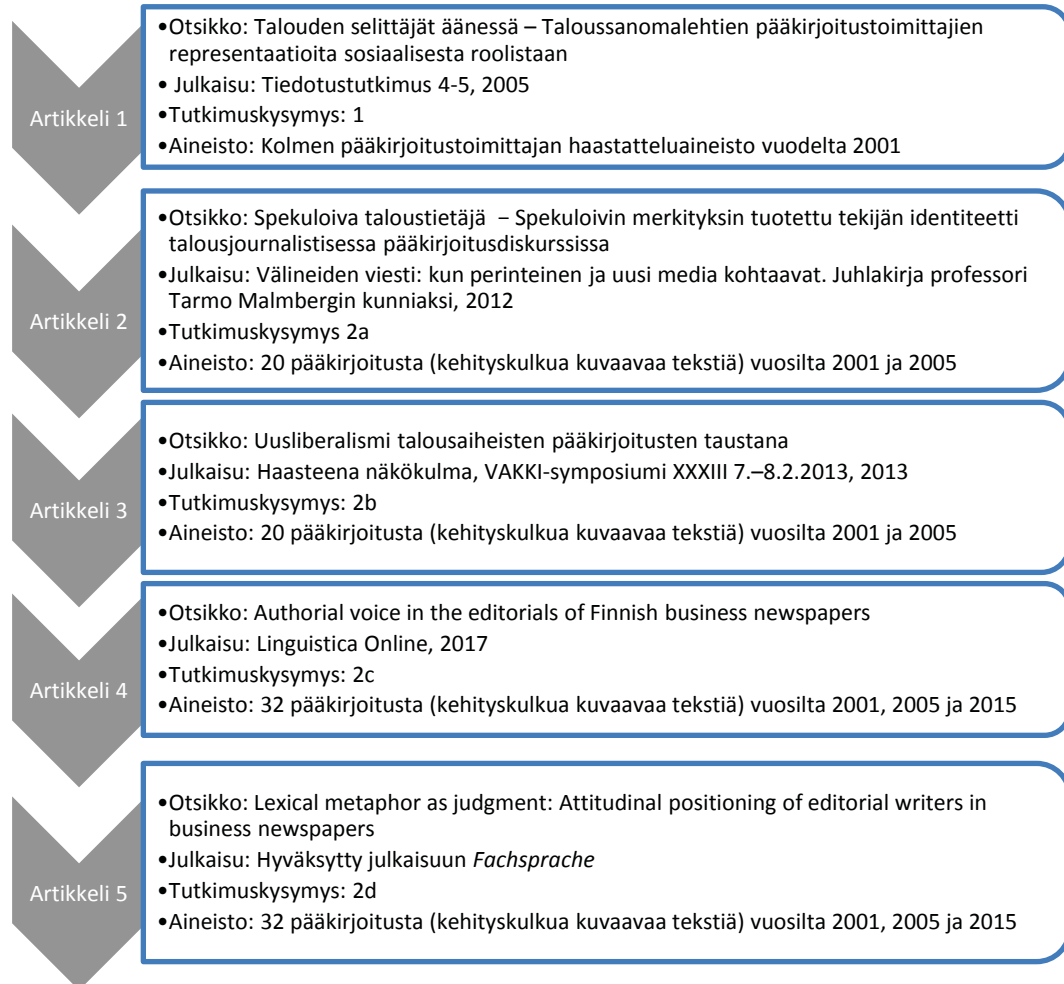 Artikkeli 1
•Otsikko: Talouden selittäjät äänessä – Taloussanomalehtien pääkirjoitustoimittajien
representaatioita sosiaalisesta roolistaan
• Julkaisu: Tiedotustutkimus 4-5, 2005
•Tutkimuskysymys: 1
•Aineisto: Kolmen pääkirjoitustoimittajan haastatteluaineisto vuodelta 2001
Artikkeli 2
•Otsikko: Spekuloiva taloustietäjä – Spekuloivin merkityksin tuotettu tekijän identiteetti
talousjournalistisessa pääkirjoitusdiskurssissa
•Julkaisu: Välineiden viesti: kun perinteinen ja uusi media kohtaavat. Juhlakirja professori
Tarmo Malmbergin kunniaksi, 2012
•Tutkimuskysymys 2a
•Aineisto: 20 pääkirjoitusta (kehityskulkua kuvaavaa tekstiä) vuosilta 2001 ja 2005
Artikkeli 3
•Otsikko: Uusliberalismi talousaiheisten pääkirjoitusten taustana
•Julkaisu: Haasteena näkökulma, VAKKI-symposiumi XXXIII 7.–8.2.2013, 2013
•Tutkimuskysymys: 2b
•Aineisto: 20 pääkirjoitusta (kehityskulkua kuvaavaa tekstiä) vuosilta 2001 ja 2005
Artikkeli 4
•Otsikko: Authorial voice in the editorials of Finnish business newspapers
•Julkaisu: Linguistica Online, 2017
•Tutkimuskysymys: 2c
•Aineisto: 32 pääkirjoitusta (kehityskulkua kuvaavaa tekstiä) vuosilta 2001, 2005 ja 2015
Artikkeli 5
•Otsikko: Lexical metaphor as judgment: Attitudinal positioning of editorial writers in
business newspapers
•Julkaisu: Hyväksytty julkaisuun Fachsprache
•Tutkimuskysymys: 2d
•Aineisto: 32 pääkirjoitusta (kehityskulkua kuvaavaa tekstiä) vuosilta 2001, 2005 ja 2015